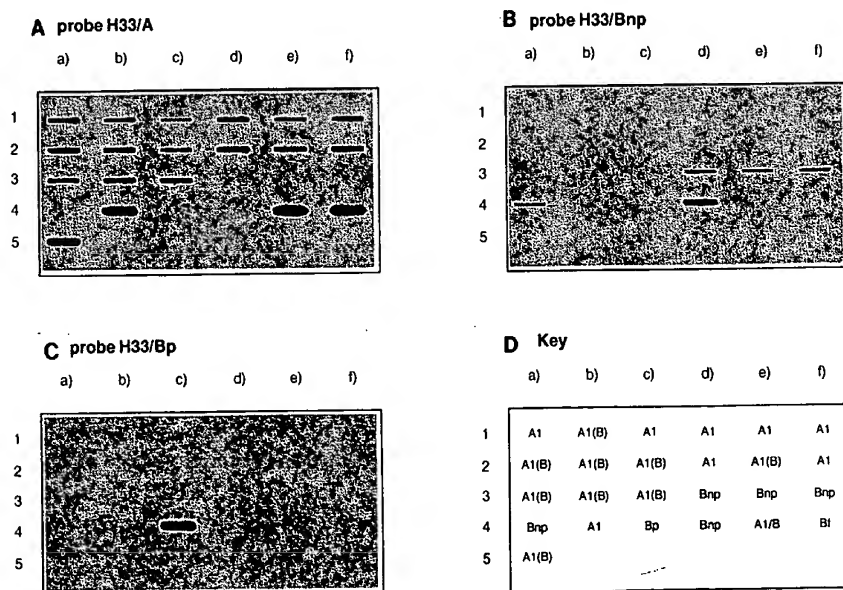 A probe H33/A
a) b) c) d) e) f)
1
2
3
4
5
B probe H33/Bnp
a) b) c) d) e) f)
1
2
3
4
5
C probe H33/Bp
a) b) c) d) e) f)
1
2
3
4
5
D Key
a) b) c) d) e) f)
1 A1 A1(B) A1 A1 A1 A1
2 A1(B) A1(B) A1(B) A1 A1(B) A1
3 A1(B) A1(B) A1(B) Bnp Bnp Bnp
4 Bnp A1 Bp Bnp A1/B Bf
5 A1(B)